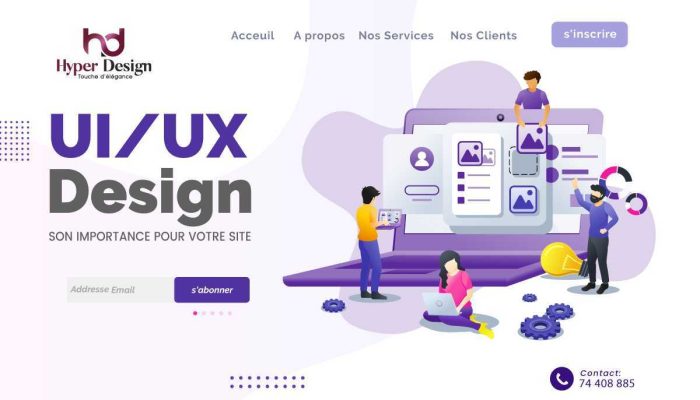 hd
Hyper Design
Touche d'élégance
Acceuil A propos Nos Services Nos Clients s'inscrire
UI/UX
Design
SON IMPORTANCE POUR VOTRE SITE
Addresse Email s'abonner
Contact:
74 408 885